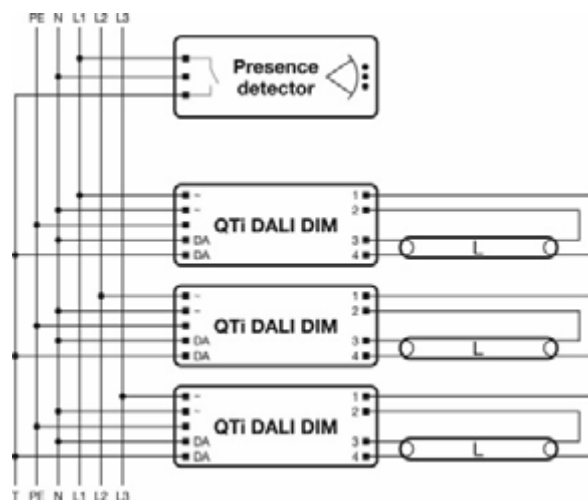 PE N L1 L2 L3
Presence
detector
~ 1
~ 2
QTi DALI DIM
DA 3
DA 4
L
~ 1
~ 2
QTi DALI DIM
DA 3
DA 4
L
~ 1
~ 2
QTi DALI DIM
DA 3
DA 4
L
T PE N L1 L2 L3